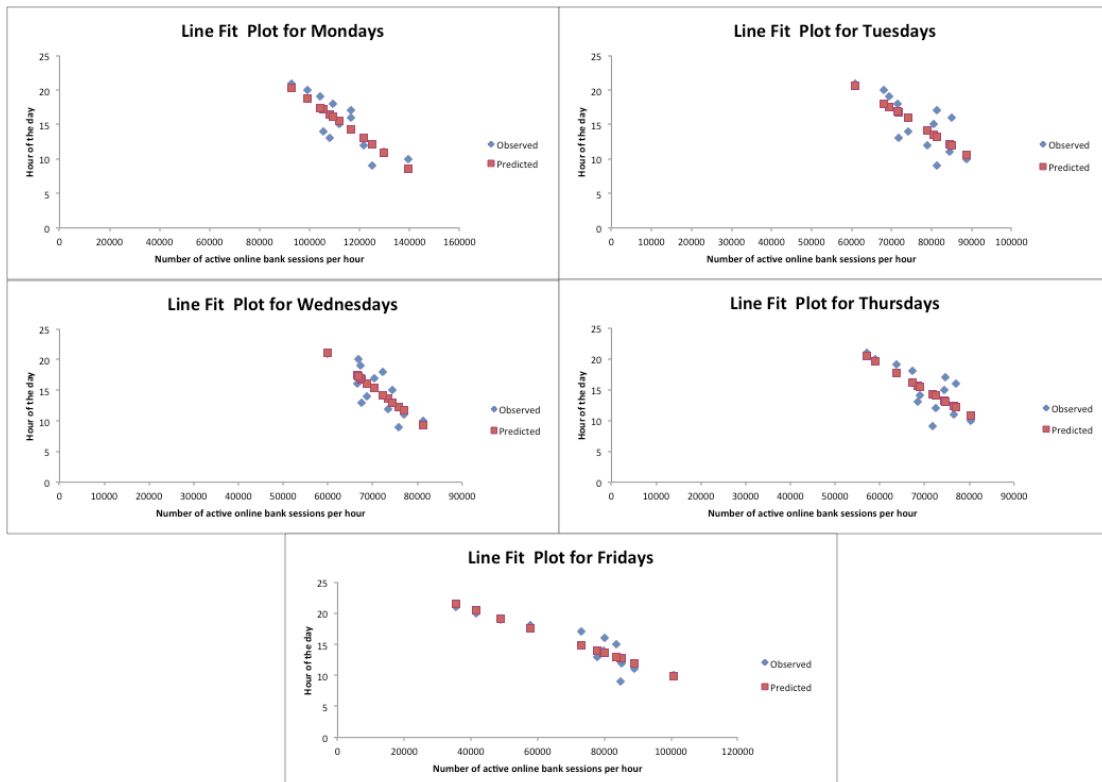 Line Fit  Plot for Mondays
25
20
15
10
5
0
Hour of the day
0 20000 40000 60000 80000 100000 120000 140000 160000
Number of active online bank sessions per hour
Observed
Predicted
Line Fit  Plot for Tuesdays
25
20
15
10
5
0
Hour of the day
0 10000 20000 30000 40000 50000 60000 70000 80000 90000 100000
Number of active online bank sessions per hour
Observed
Predicted
Line Fit  Plot for Wednesdays
25
20
15
10
5
0
Hour of the day
0 10000 20000 30000 40000 50000 60000 70000 80000 90000
Number of active online bank sessions per hour
Observed
Predicted
Line Fit  Plot for Thursdays
25
20
15
10
5
0
Hour of the day
0 10000 20000 30000 40000 50000 60000 70000 80000 90000
Number of active online bank sessions per hour
Observed
Predicted
Line Fit  Plot for Fridays
25
20
15
10
5
0
Hour of the day
0 20000 40000 60000 80000 100000 120000
Number of active online bank sessions per hour
Observed
Predicted